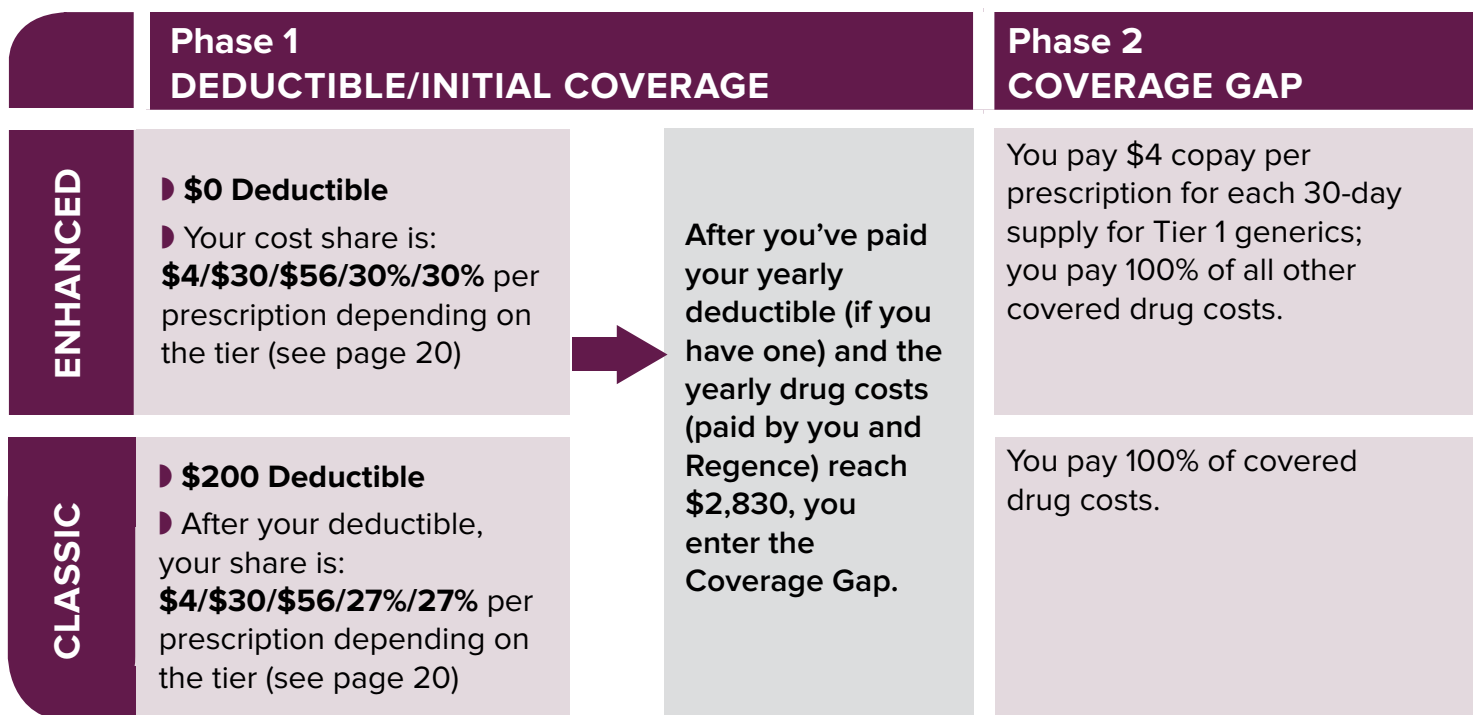 Phase 1
DEDUCTIBLE/INITIAL COVERAGE
Phase 2
COVERAGE GAP
ENHANCED
◗ $0 Deductible
◗ Your cost share is:
$4/$30/$56/30%/30% per
prescription depending on
the tier (see page 20)
After you’ve paid
your yearly
deductible (if you
have one) and the
yearly drug costs
(paid by you and
Regence) reach
$2,830, you
enter the
Coverage Gap.
You pay $4 copay per
prescription for each 30-day
supply for Tier 1 generics;
you pay 100% of all other
covered drug costs.
CLASSIC
◗ $200 Deductible
◗ After your deductible,
your share is:
$4/$30/$56/27%/27% per
prescription depending on
the tier (see page 20)
You pay 100% of covered
drug costs.